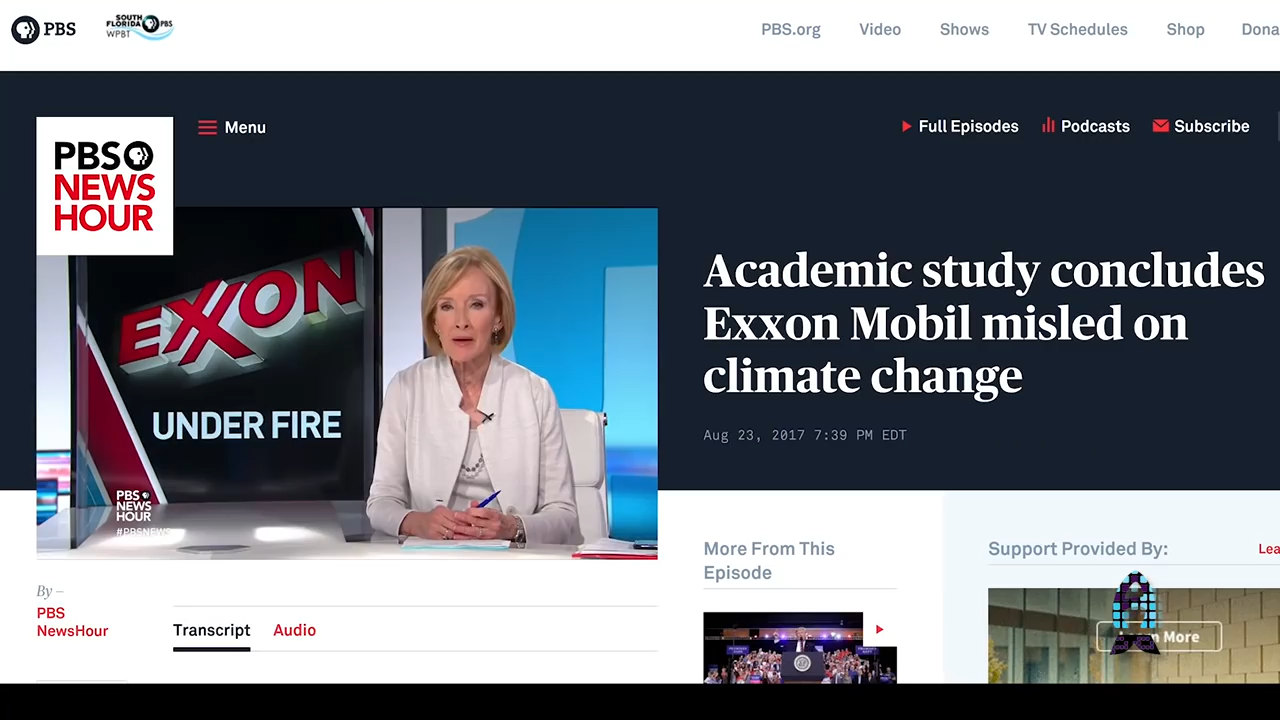 PBS
SOUTH
FLORIDA PBS
WPBT
PBS.org
Video
Shows
TV Schedules
Shop
Dona
PBS
NEWS
HOUR
Menu
Full Episodes
Podcasts
Subscribe
EXXON
UNDER FIRE
PBS
NEWS
HOUR
#PBSNEWS
Academic study concludes
Exxon Mobil misled on
climate change
Aug 23, 2017 7:39 PM EDT
By –
PBS
NewsHour
Transcript
Audio
More From This
Episode
Support Provided By:
Lea
More